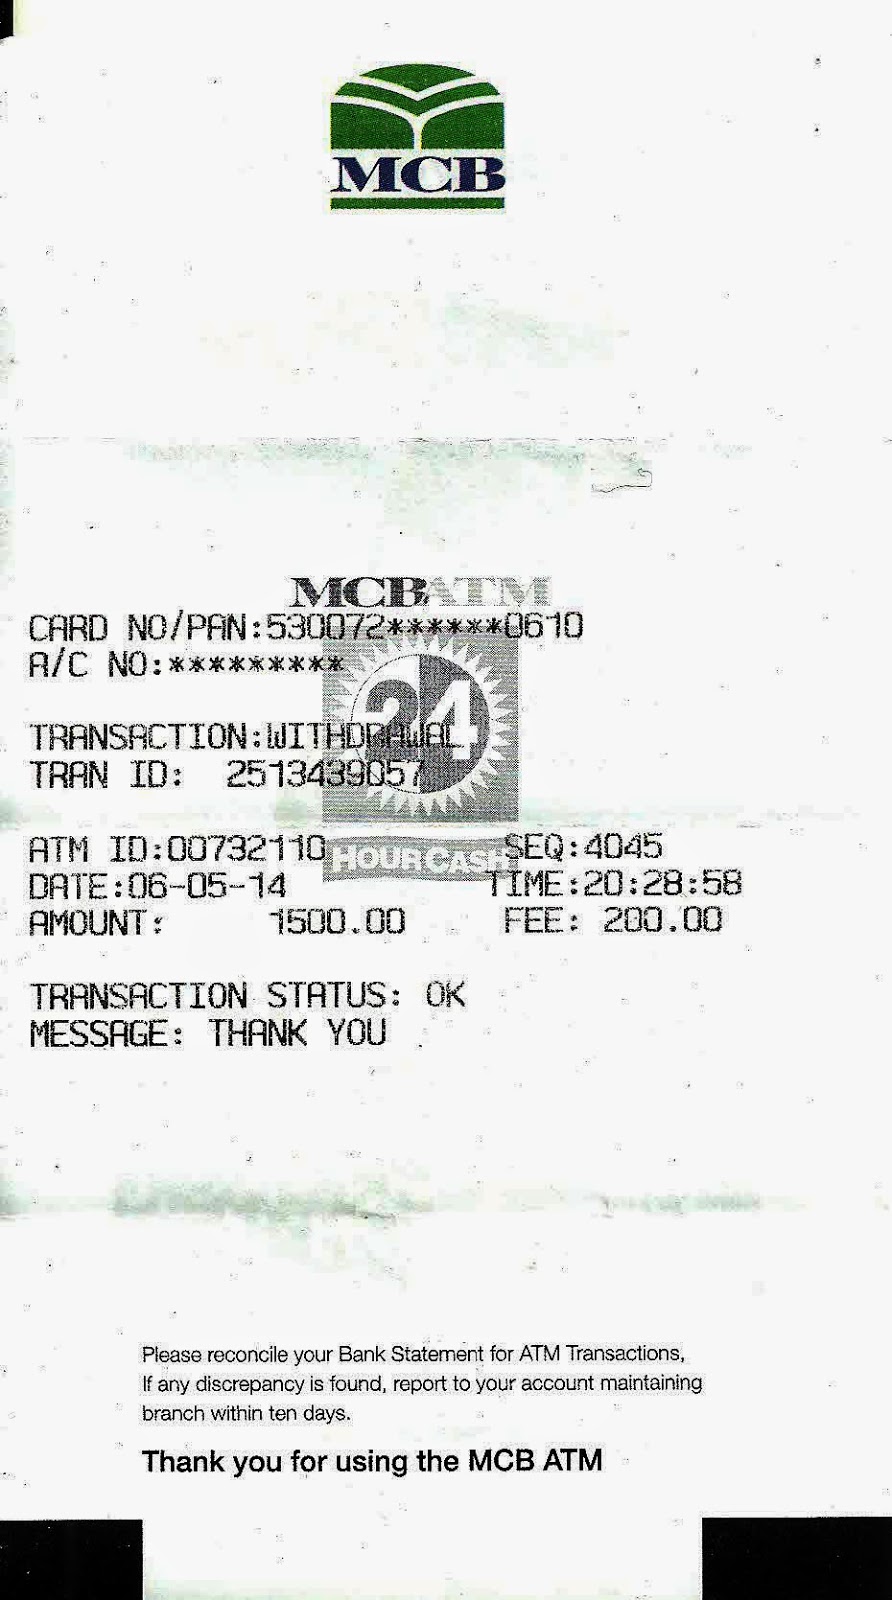 MCB
MCBATM
CARD NO/PAN:530072******0610
A/C NO:*********
24
TRANSACTION:WITHDRAWAL
TRAN ID: 2513439057
ATM ID:00732110 SEQ:4045
HOUR CASH
DATE:06-05-14 TIME:20:28:58
AMOUNT: 1500.00 FEE: 200.00
TRANSACTION STATUS: OK
MESSAGE: THANK YOU
Please reconcile your Bank Statement for ATM Transactions,
If any discrepancy is found, report to your account maintaining
branch within ten days.
Thank you for using the MCB ATM